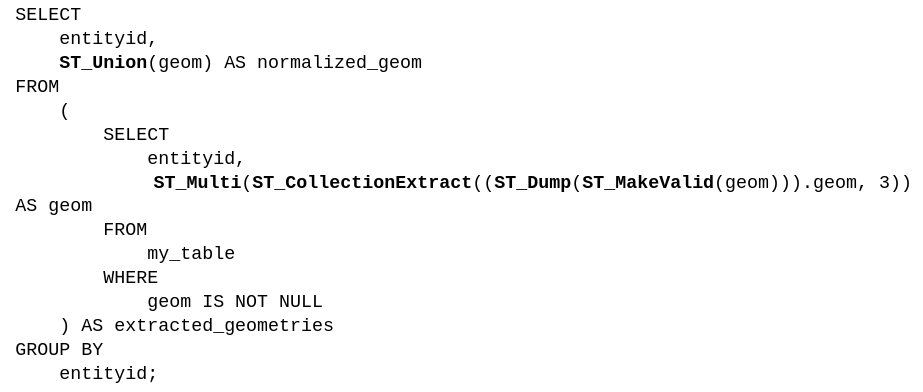 SELECT
    entityid,
    ST_Union(geom) AS normalized_geom
FROM
    (
        SELECT
            entityid,
            ST_Multi(ST_CollectionExtract((ST_Dump(ST_MakeValid(geom))).geom, 3))
AS geom
        FROM
            my_table
        WHERE
            geom IS NOT NULL
    ) AS extracted_geometries
GROUP BY
    entityid;